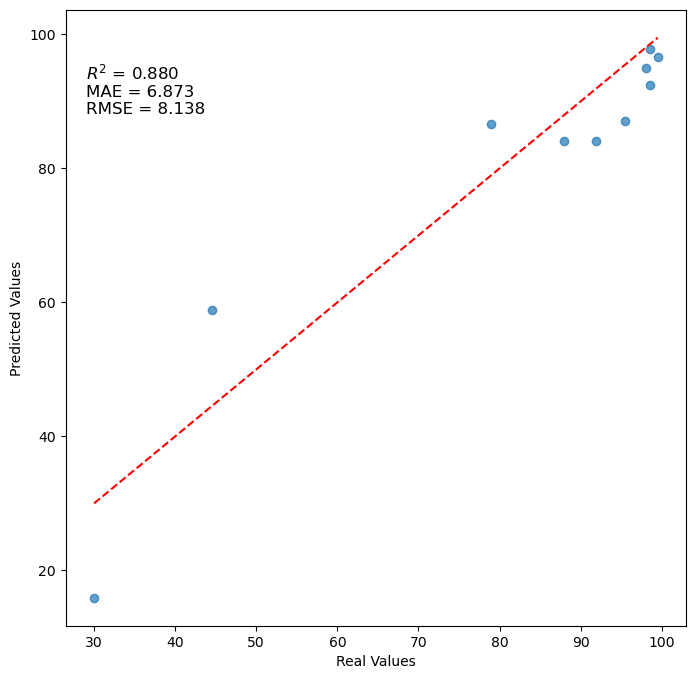 100
80
60
40
20
R² = 0.880
MAE = 6.873
RMSE = 8.138
Predicted Values
30 40 50 60 70 80 90 100
Real Values